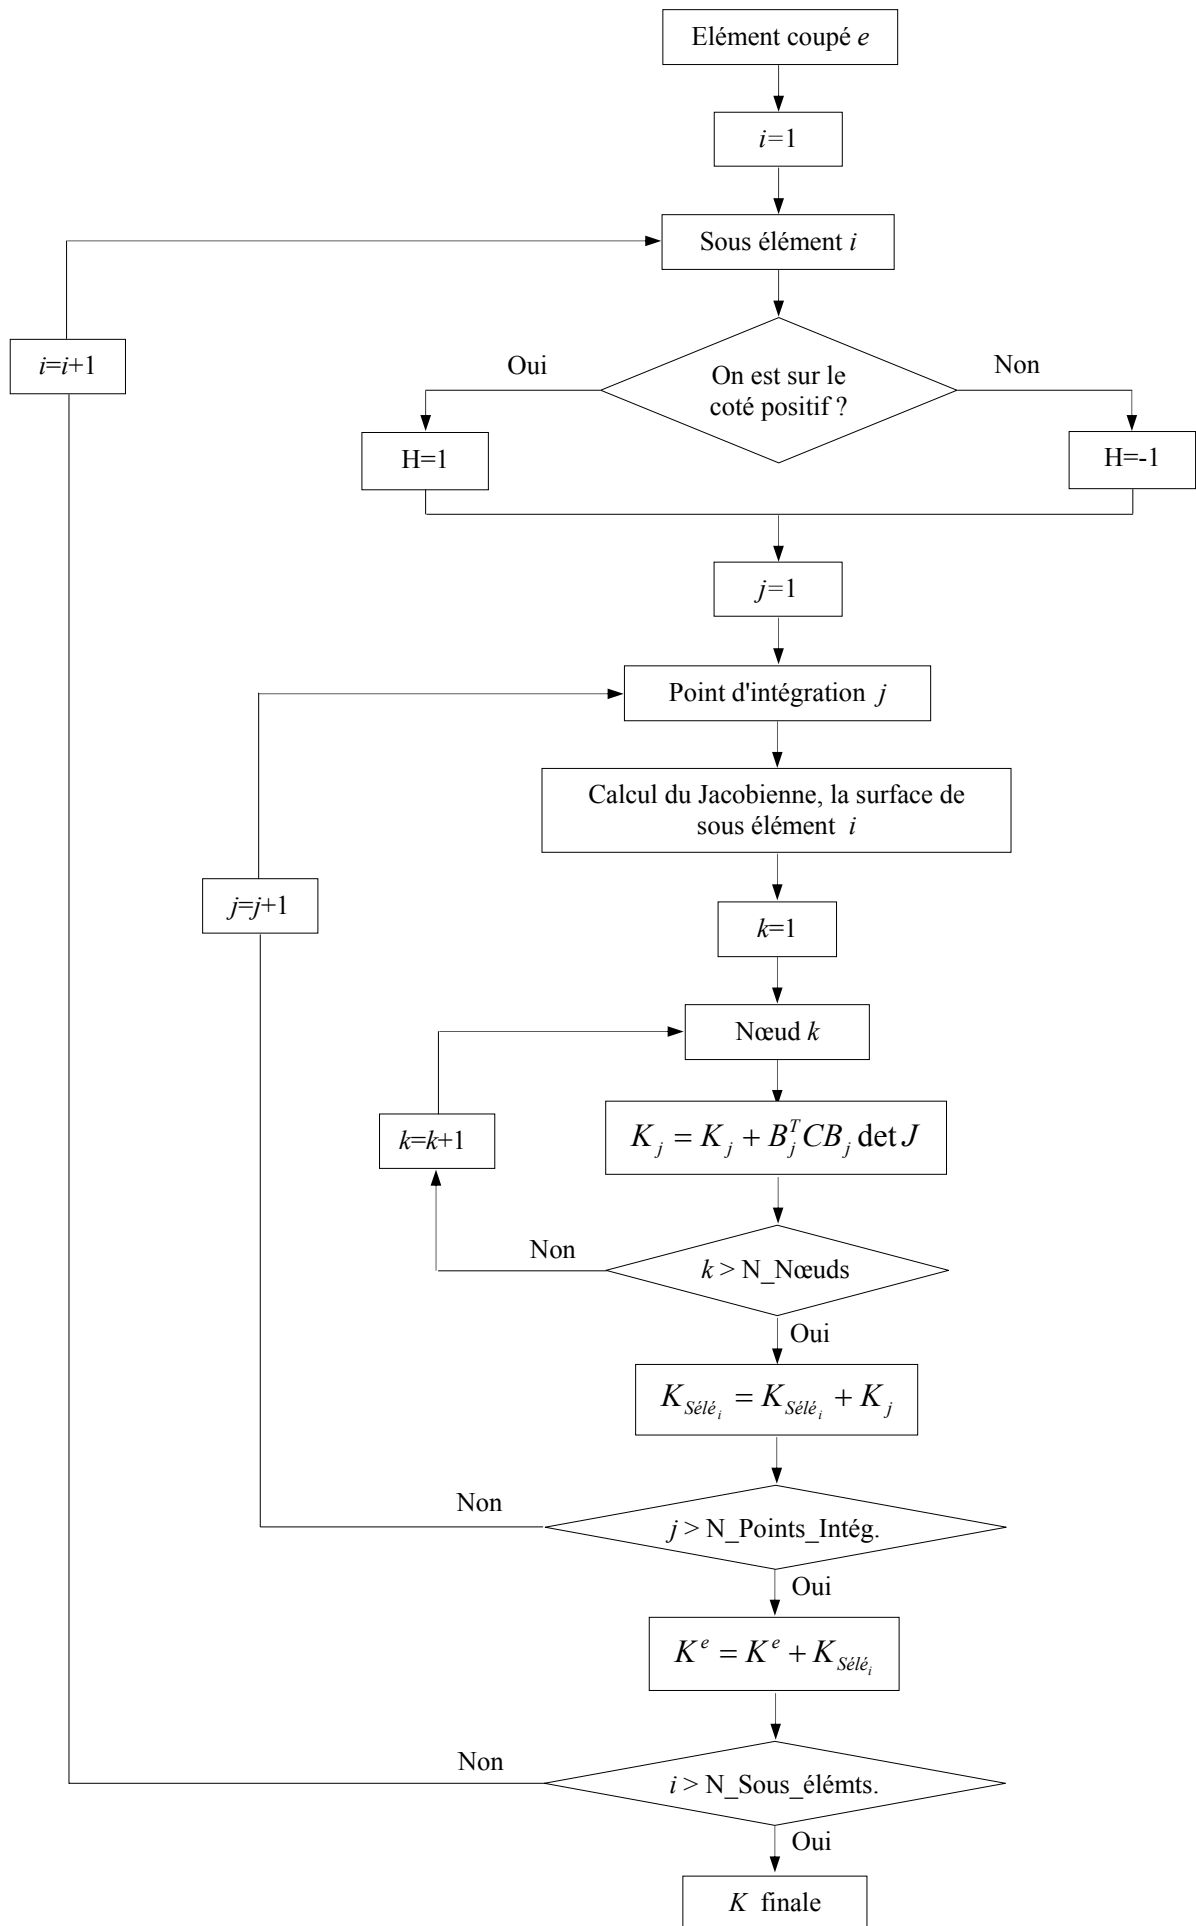 Elément coupé e
i=1
Sous élément i
i=i+1
Oui
On est sur le
coté positif ?
Non
H=1
H=-1
j=1
Point d'intégration j
Calcul du Jacobienne, la surface de
sous élément i
j=j+1
k=1
Nœud k
k=k+1
K_j = K_j + B_j^T C B_j det J
Non
k > N_Nœuds
Oui
K_{Sélé_i} = K_{Sélé_i} + K_j
Non
j > N_Points_Intég.
Oui
K^e = K^e + K_{Sélé_i}
Non
i > N_Sous_élémts.
Oui
K finale